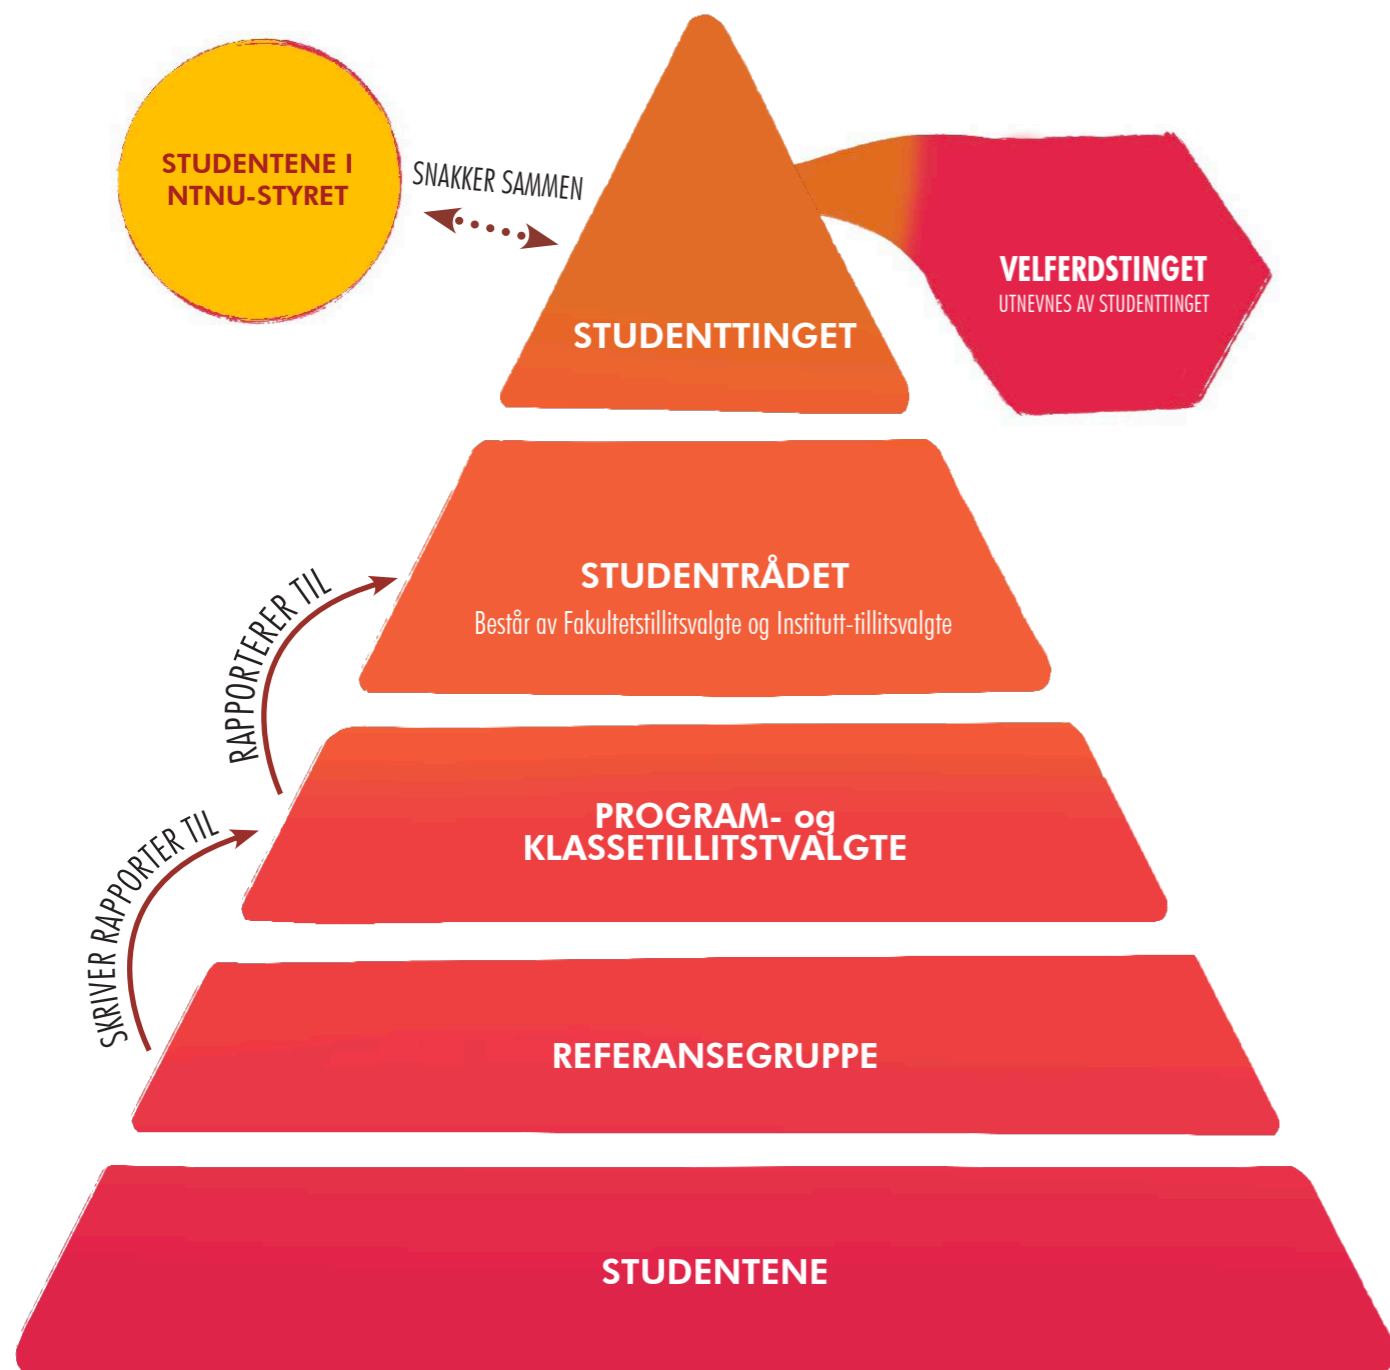 STUDENTENE I
NTNU-STYRET
SNAKKER SAMMEN
VELFERDSTINGET
UTNEVNES AV STUDENTTINGET
STUDENTTINGET
STUDENTRÅDET
Består av Fakultetstillitsvalgte og Institutt-tillitsvalgte
RAPPORTERER TIL
PROGRAM- og
KLASSETILLITSTVALGTE
SKRIVER RAPPORTER TIL
REFERANSEGRUPPE
STUDENTENE